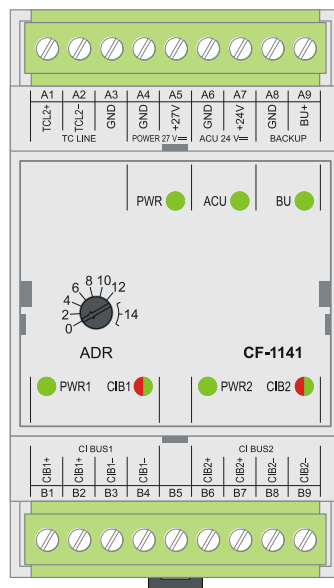 A1 A2 A3 A4 A5 A6 A7 A8 A9
TCL2+ TCL2− GND GND +27V GND +24V GND BU+
TC LINE POWER 27 V⎓ ACU 24 V⎓ BACKUP
PWR ACU BU
0 2 4 6 8 10 12 14
ADR CF-1141
PWR1 CIB1 PWR2 CIB2
CI BUS1 CI BUS2
CIB1+ CIB1+ CIB1− CIB1− CIB2+ CIB2+ CIB2− CIB2−
B1 B2 B3 B4 B5 B6 B7 B8 B9